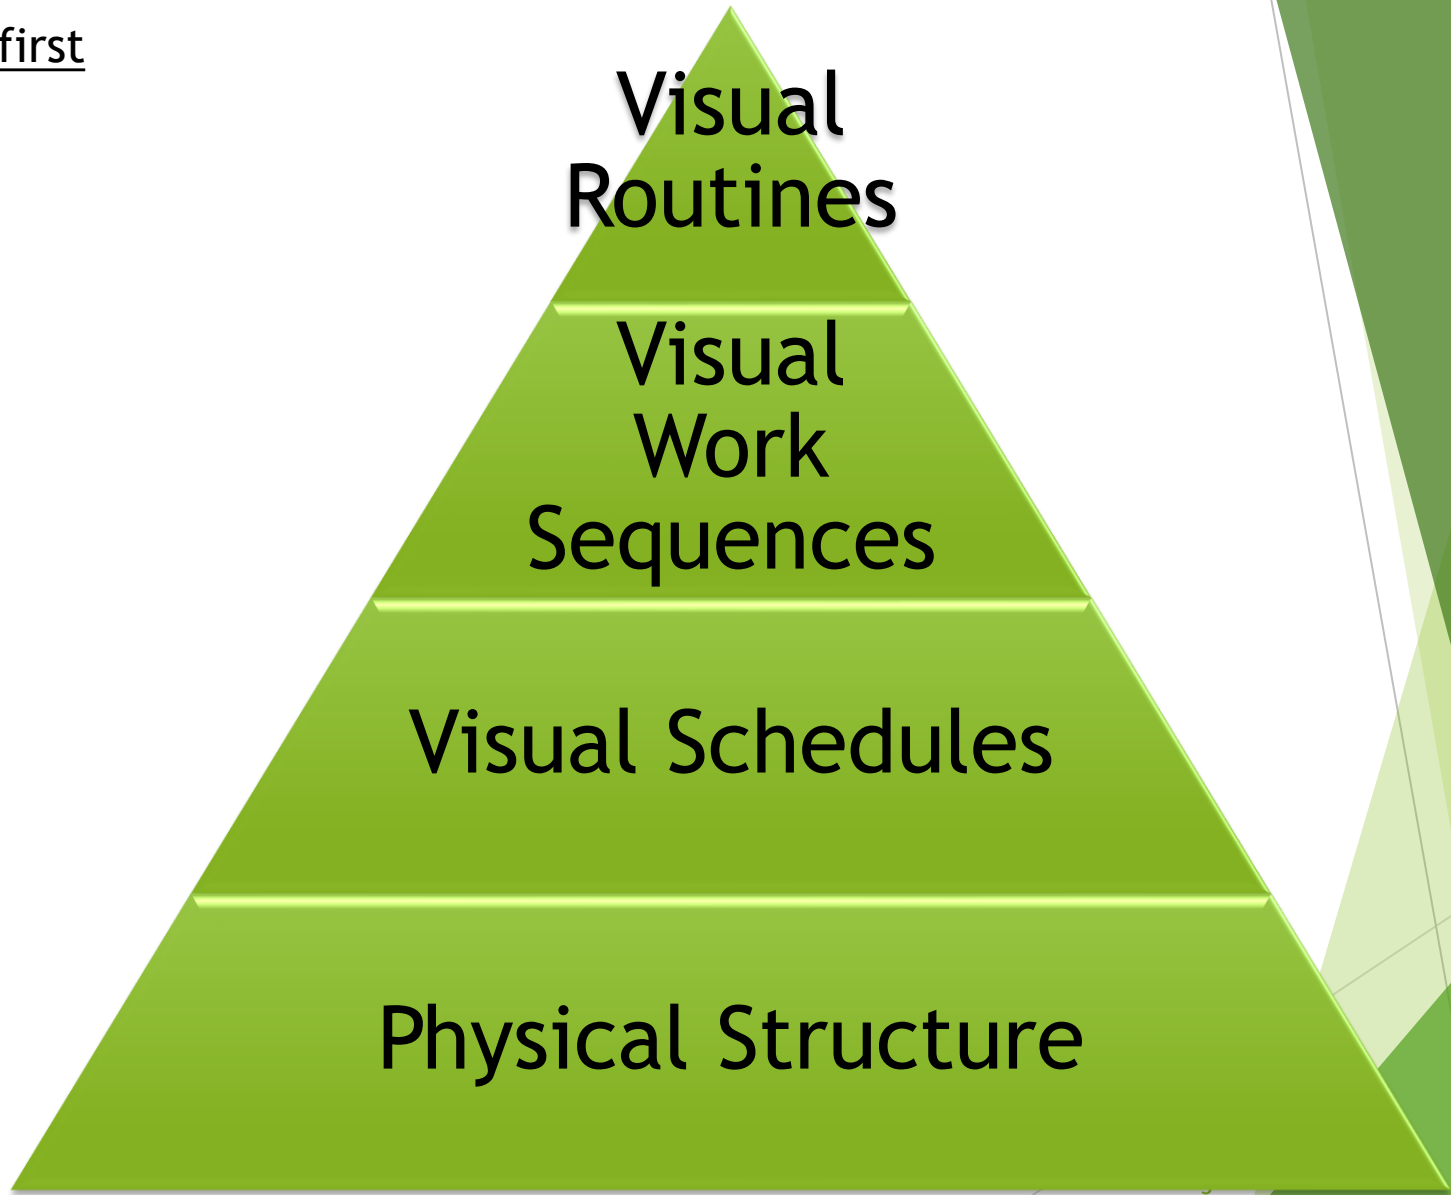 first
Visual
Routines
Visual
Work
Sequences
Visual Schedules
Physical Structure